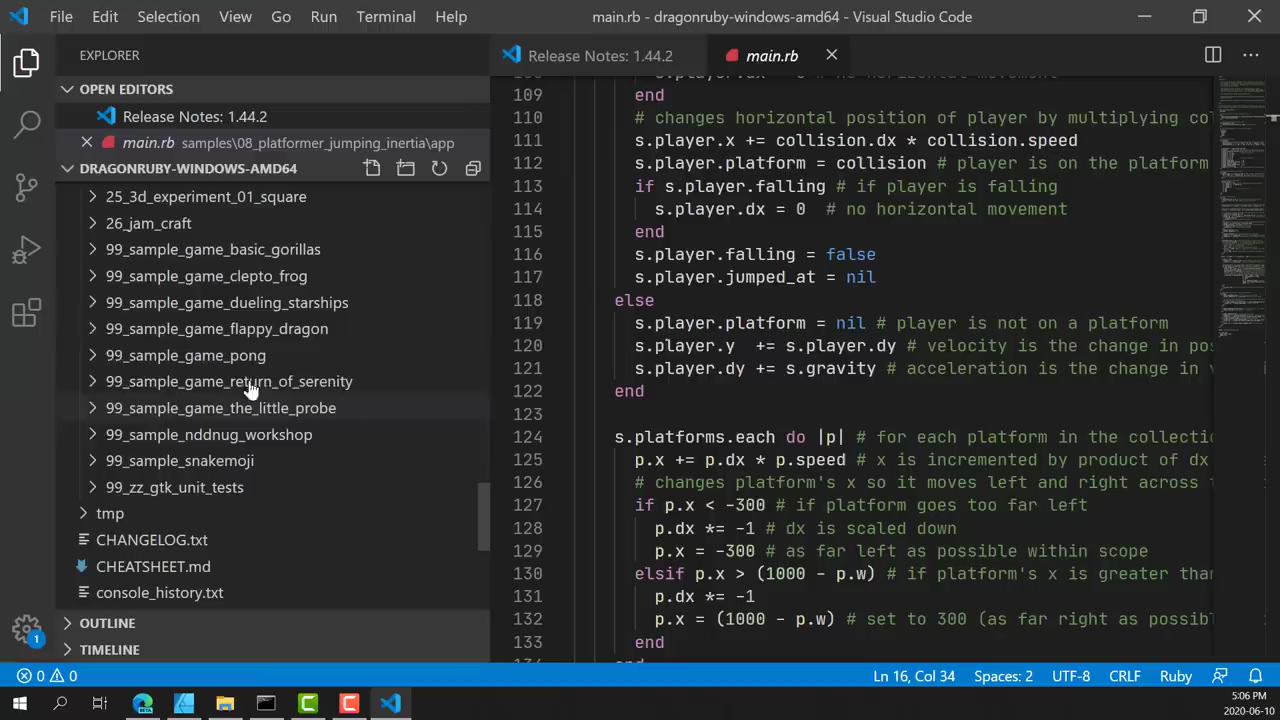 File Edit Selection View Go Run Terminal Help
main.rb - dragonruby-windows-amd64 - Visual Studio Code
EXPLORER
OPEN EDITORS
Release Notes: 1.44.2
main.rb samples\08_platformer_jumping_inertia\app
DRAGONRUBY-WINDOWS-AMD64
25_3d_experiment_01_square
26_jam_craft
99_sample_game_basic_gorillas
99_sample_game_clepto_frog
99_sample_game_dueling_starships
99_sample_game_flappy_dragon
99_sample_game_pong
99_sample_game_return_of_serenity
99_sample_game_the_little_probe
99_sample_nddnug_workshop
99_sample_snakemoji
99_zz_gtk_unit_tests
tmp
CHANGELOG.txt
CHEATSHEET.md
console_history.txt
OUTLINE
TIMELINE
Release Notes: 1.44.2
main.rb
109 end
110 # changes horizontal position of player by multiplying col
111 s.player.x += collision.dx * collision.speed
112 s.player.platform = collision # player is on the platform
113 if s.player.falling # if player is falling
114 s.player.dx = 0 # no horizontal movement
115 end
116 s.player.falling = false
117 s.player.jumped_at = nil
118 else
119 s.player.platform = nil # player is not on a platform
120 s.player.y += s.player.dy # velocity is the change in pos
121 s.player.dy += s.gravity # acceleration is the change in v
122 end
123
124 s.platforms.each do |p| # for each platform in the collectio
125 p.x += p.dx * p.speed # x is incremented by product of dx
126 # changes platform's x so it moves left and right across t
127 if p.x < -300 # if platform goes too far left
128 p.dx *= -1 # dx is scaled down
129 p.x = -300 # as far left as possible within scope
130 elsif p.x > (1000 - p.w) # if platform's x is greater than
131 p.dx *= -1
132 p.x = (1000 - p.w) # set to 300 (as far right as possibl
133 end
0 0
Ln 16, Col 34 Spaces: 2 UTF-8 CRLF Ruby
1
BETA
5:06 PM
2020-06-10